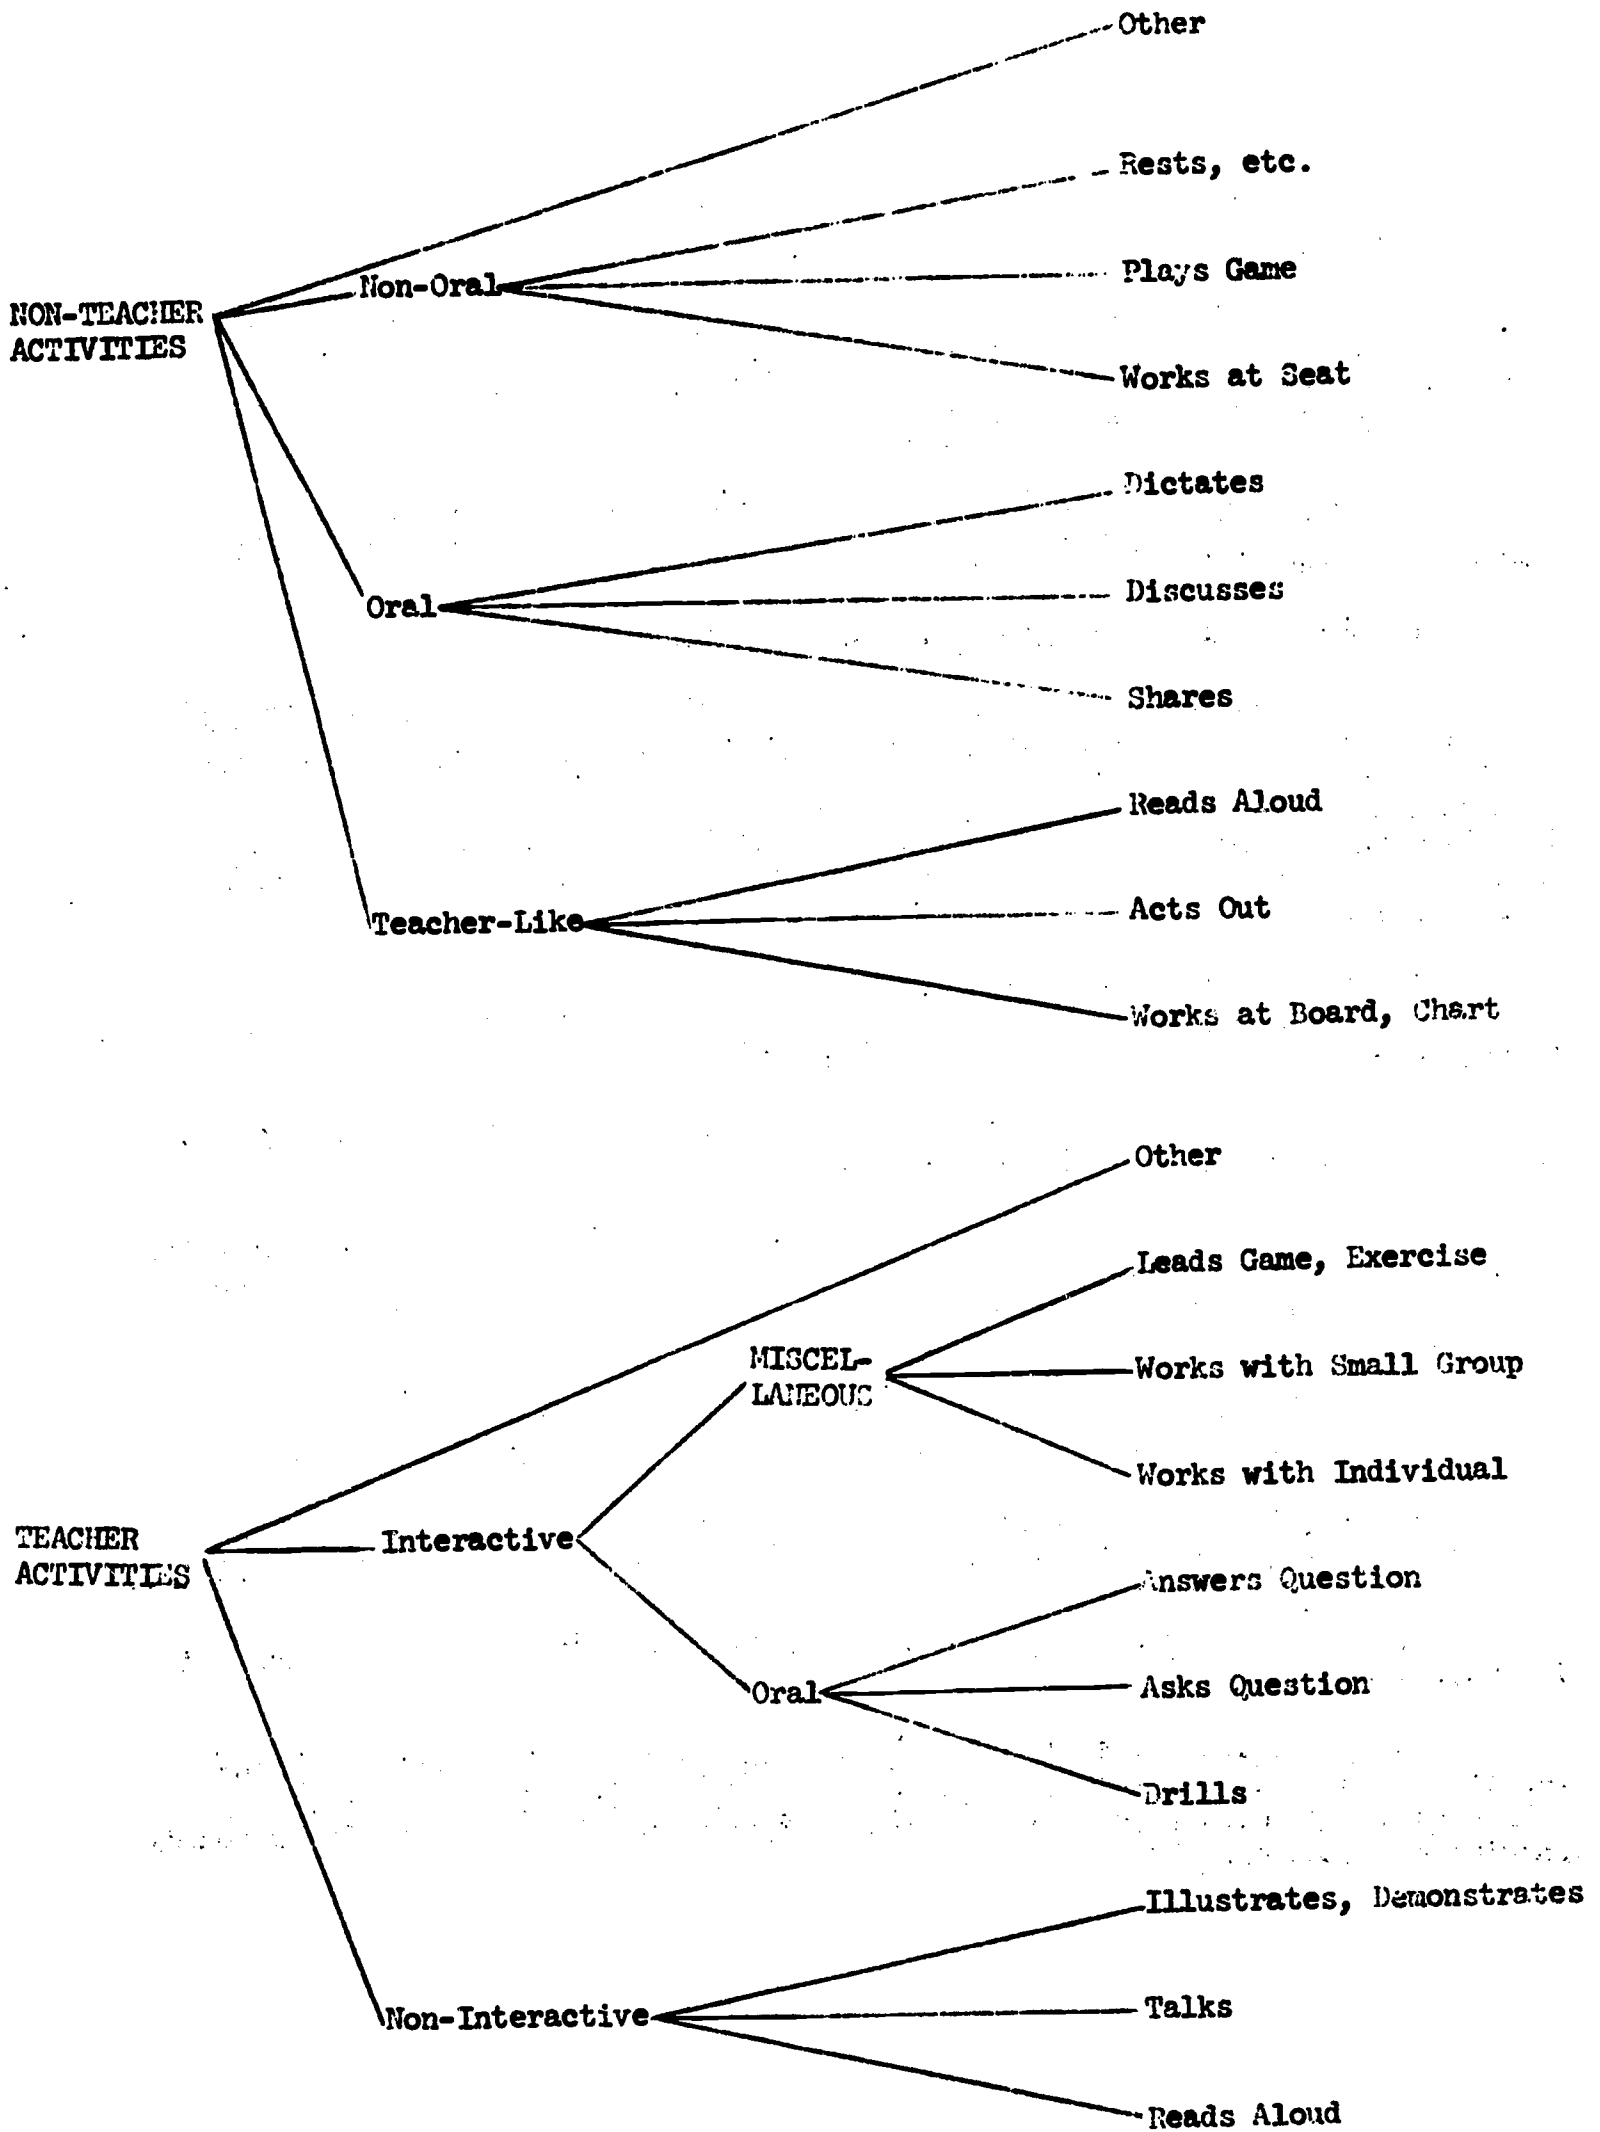 Other
Rests, etc.
Non-Oral
Plays Game
NON-TEACHER
ACTIVITIES
Works at Seat
Dictates
Discusses
Oral
Shares
Reads Aloud
Acts Out
Teacher-Like
Works at Board, Chart
Other
Leads Game, Exercise
MISCEL-
LANEOUS
Works with Small Group
Works with Individual
TEACHER
ACTIVITIES
Interactive
Answers Question
Asks Question
Oral
Drills
Illustrates, Demonstrates
Talks
Non-Interactive
Reads Aloud